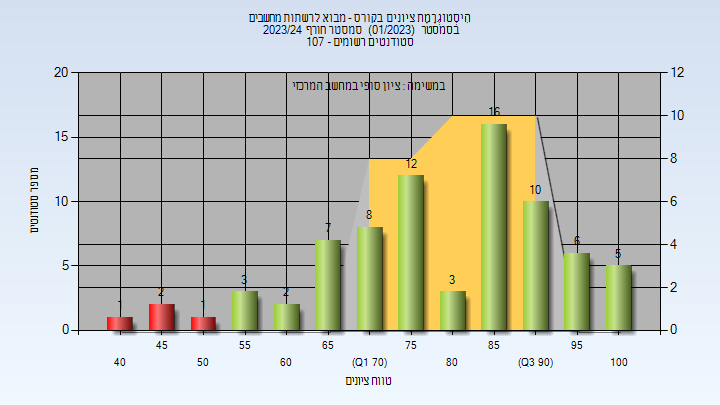 הִיסְטוֹגְרָמַת ציונים בקורס - מבוא לרשתות מחשבים
בסמסטר (01/2023) סמסטר חורף 2023/24
סטודנטים רשומים - 107
במשימה : ציון סופי במחשב המרכזי
20 12
15 10 8
10 6
5 4 2
0 0
מספר סטודנטים
1 2 1 3 2 7 8 12 3 16 10 6 5
45 55 65 75 85 95
40 50 60 (Q1 70) 80 (Q3 90) 100
טווח ציונים